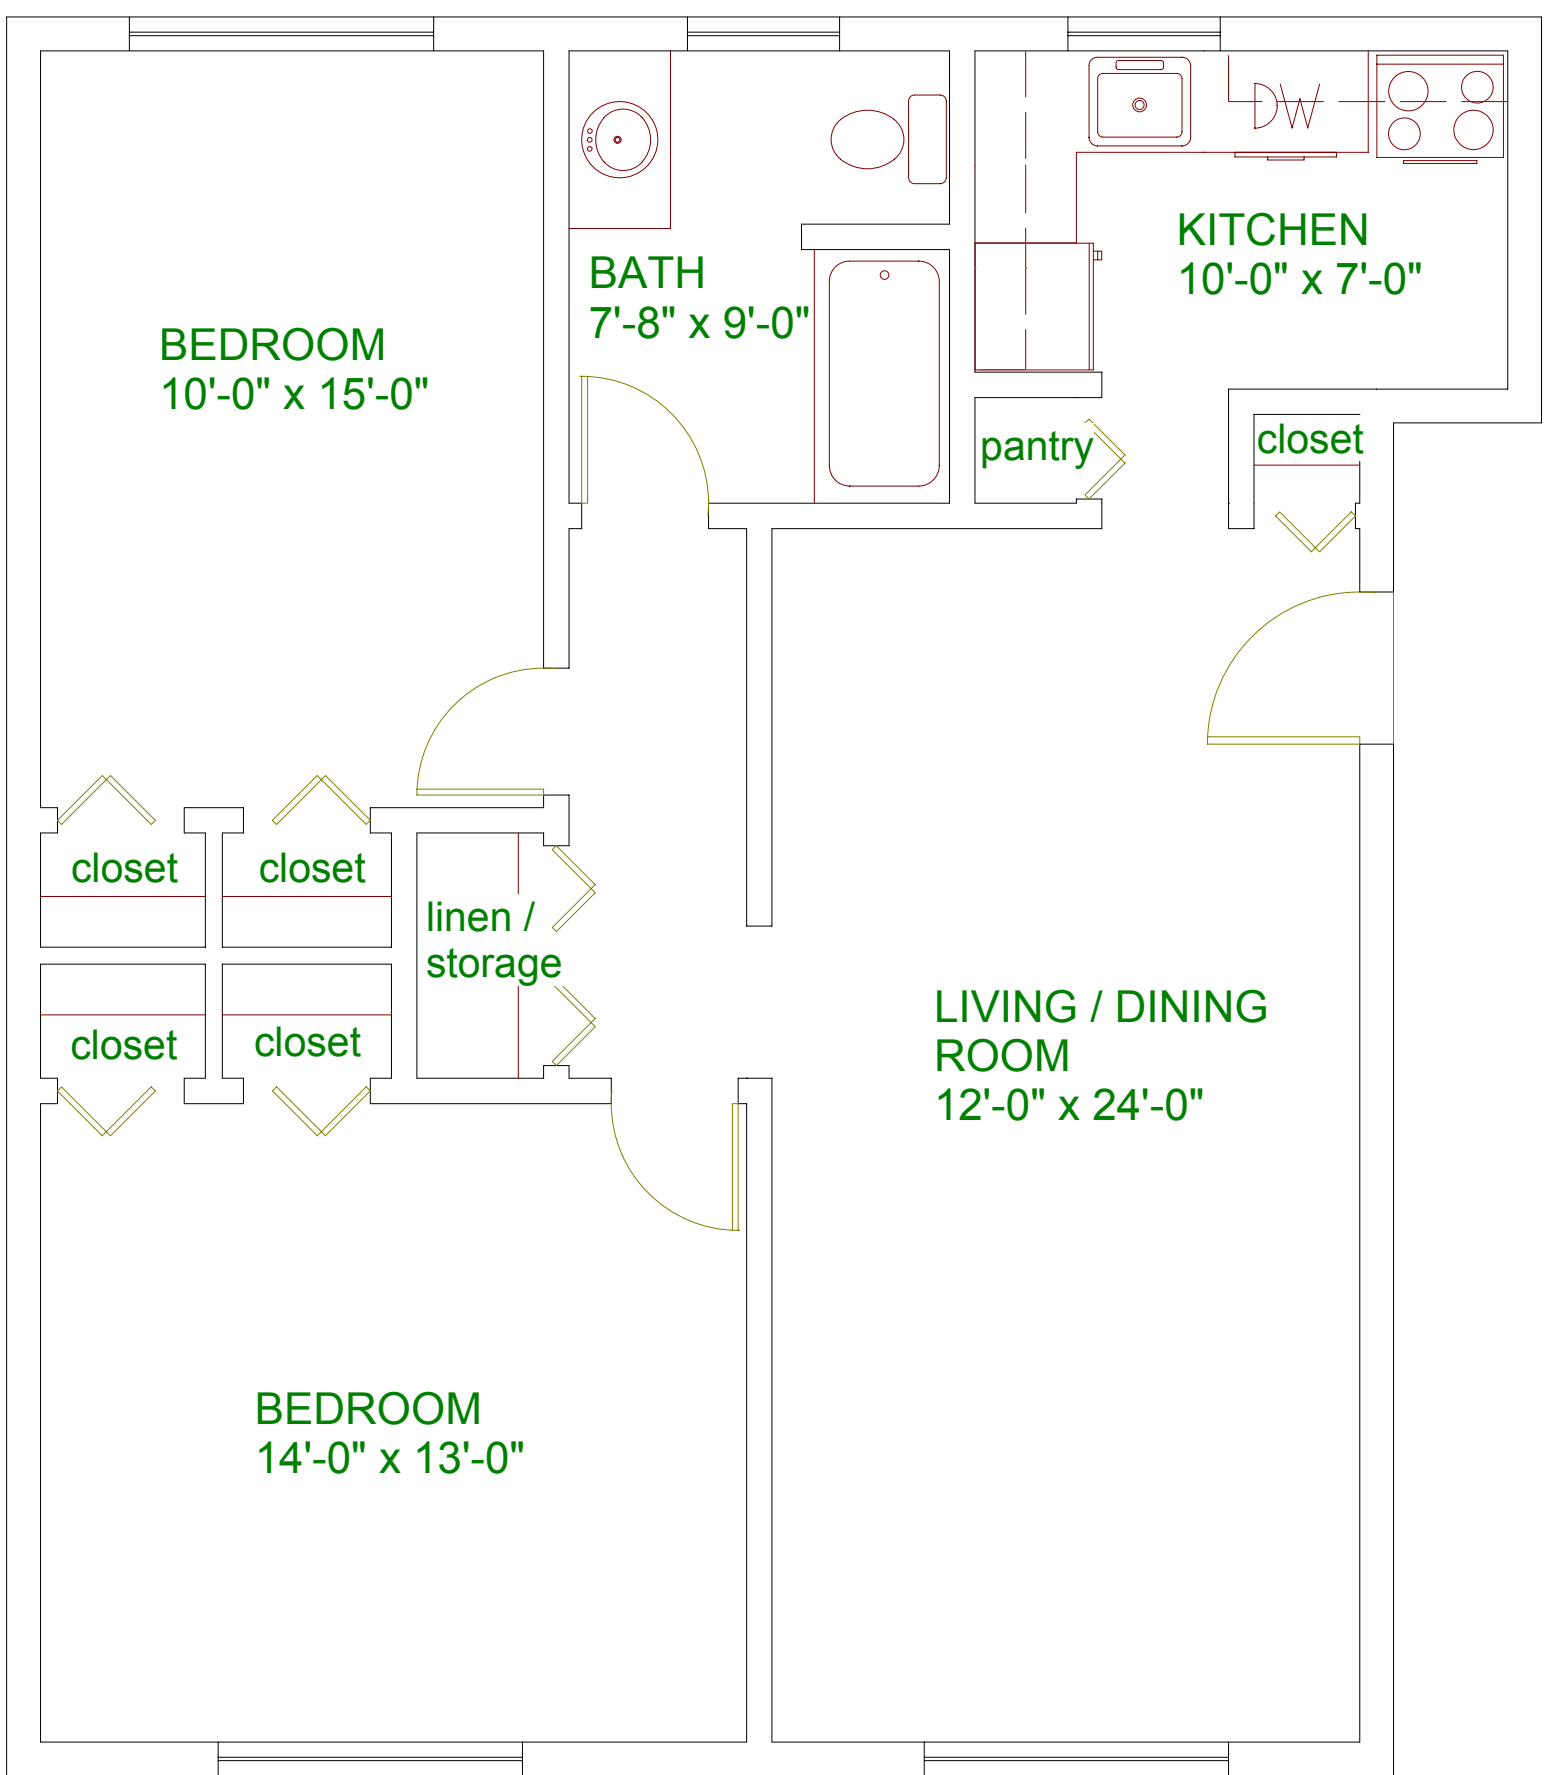 KITCHEN
10'-0" x 7'-0"
DW
BATH
7'-8" x 9'-0"
BEDROOM
10'-0" x 15'-0"
pantry
closet
closet
closet
linen /
storage
closet
closet
LIVING / DINING
ROOM
12'-0" x 24'-0"
BEDROOM
14'-0" x 13'-0"